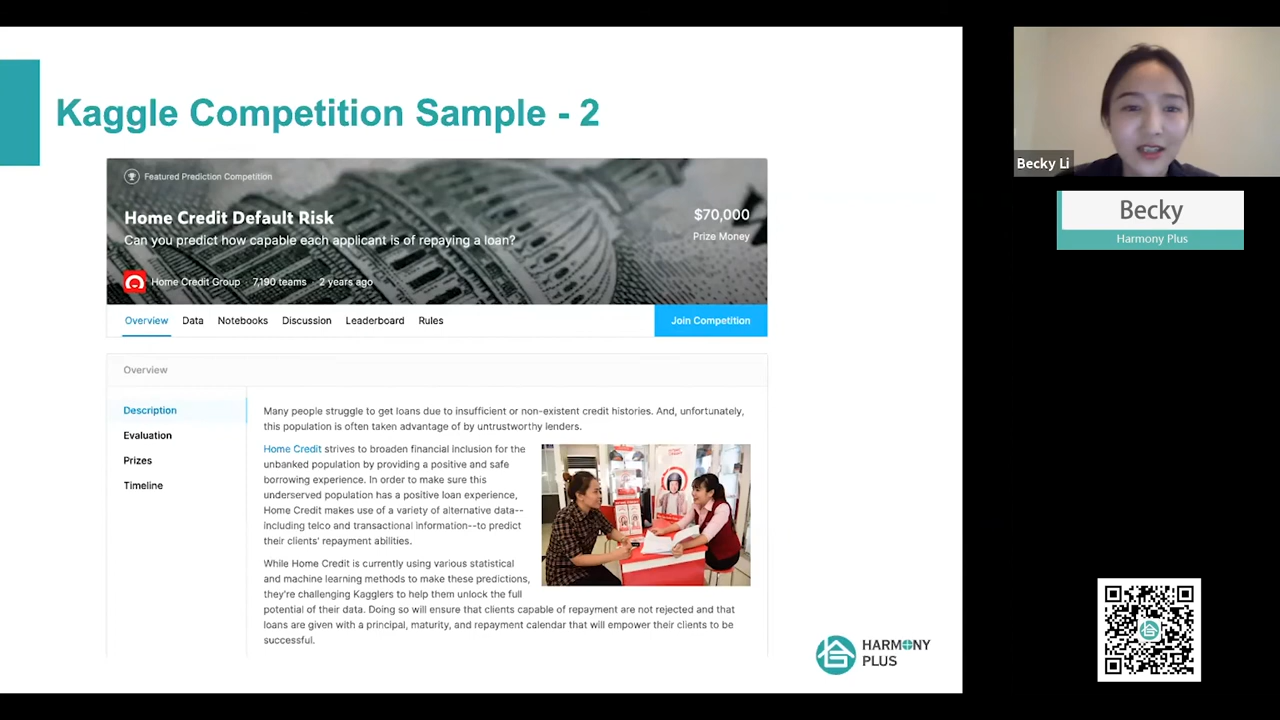 Kaggle Competition Sample - 2
Featured Prediction Competition
Home Credit Default Risk
Can you predict how capable each applicant is of repaying a loan?
$70,000
Prize Money
Home Credit Group · 7,190 teams · 2 years ago
Overview Data Notebooks Discussion Leaderboard Rules
Join Competition
Overview
Description
Evaluation
Prizes
Timeline
Many people struggle to get loans due to insufficient or non-existent credit histories. And, unfortunately,
this population is often taken advantage of by untrustworthy lenders.
Home Credit strives to broaden financial inclusion for the
unbanked population by providing a positive and safe
borrowing experience. In order to make sure this
underserved population has a positive loan experience,
Home Credit makes use of a variety of alternative data--
including telco and transactional information--to predict
their clients' repayment abilities.
While Home Credit is currently using various statistical
and machine learning methods to make these predictions,
they're challenging Kagglers to help them unlock the full
potential of their data. Doing so will ensure that clients capable of repayment are not rejected and that
loans are given with a principal, maturity, and repayment calendar that will empower their clients to be
successful.
HARMONY
PLUS
Becky Li
Becky
Harmony Plus